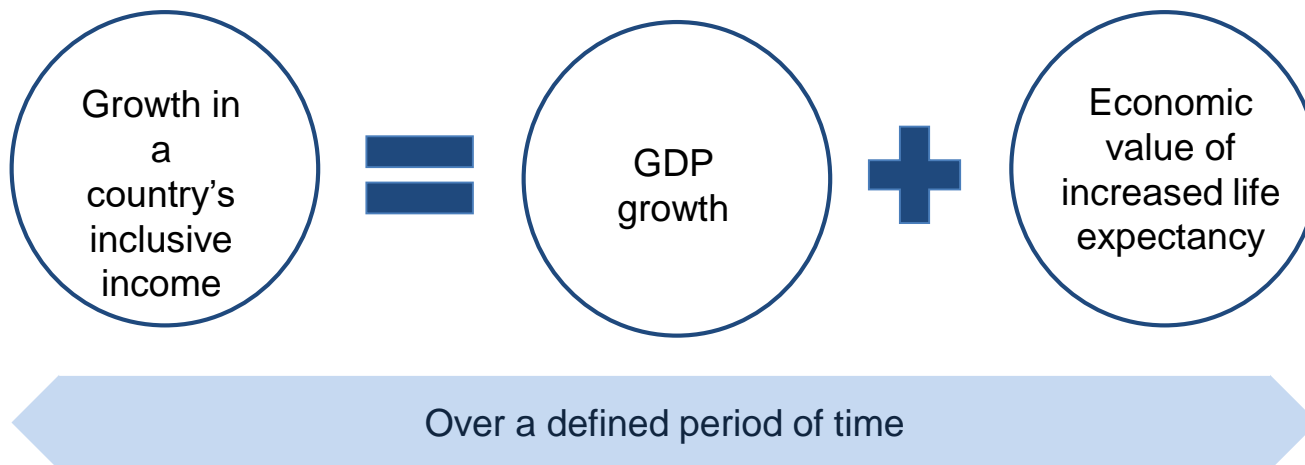 Growth in
a
country’s
inclusive
income
GDP
growth
Economic
value of
increased life
expectancy
Over a defined period of time